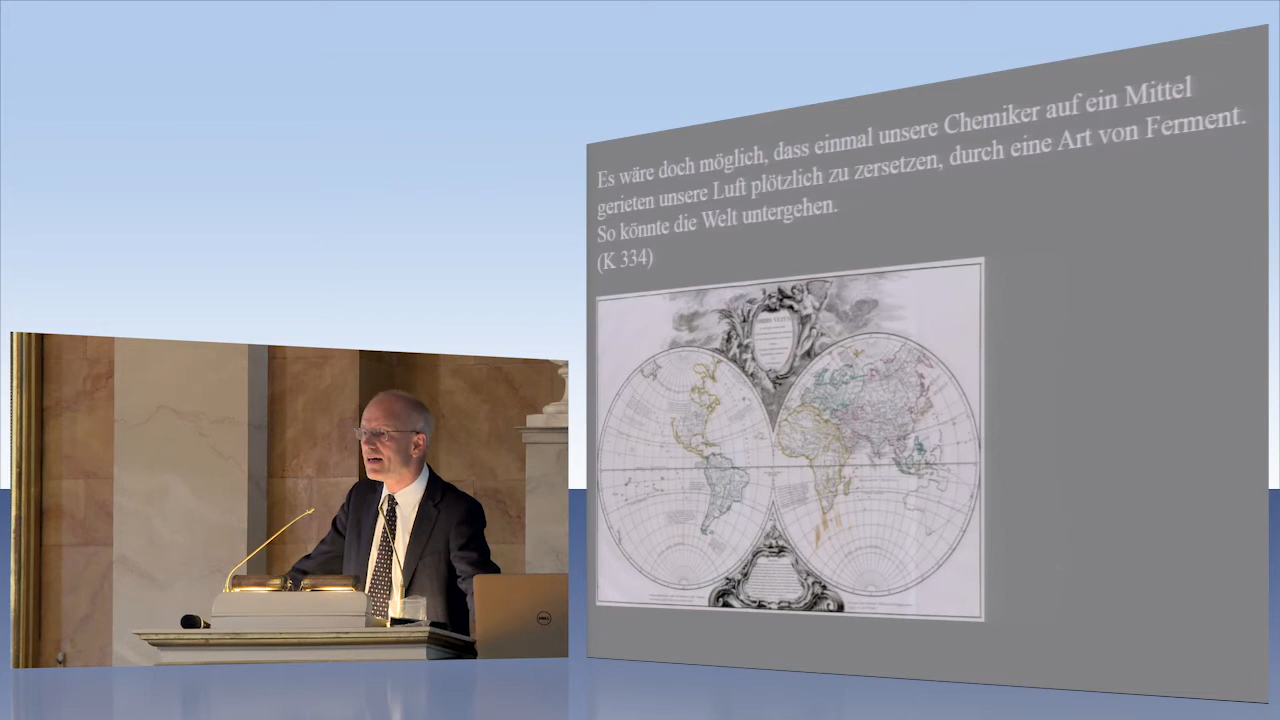 Es wäre doch möglich, dass einmal unsere Chemiker auf ein Mittel
gerieten unsere Luft plötzlich zu zersetzen, durch eine Art von Ferment.
So könnte die Welt untergehen.
(K 334)
DELL